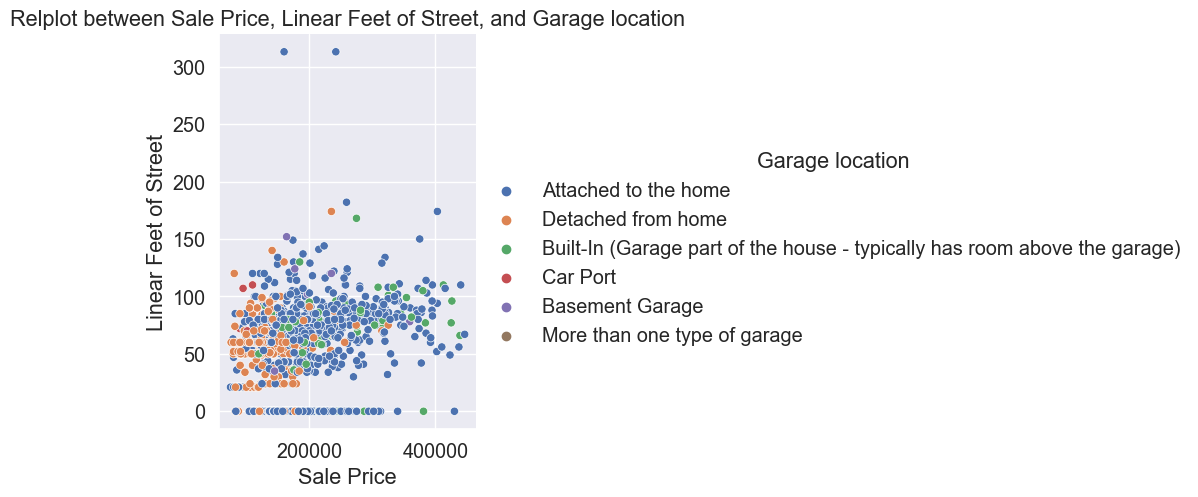 Relplot between Sale Price, Linear Feet of Street, and Garage location
300
250
200
150
100
50
0
Linear Feet of Street
200000
400000
Sale Price
Garage location
Attached to the home
Detached from home
Built-In (Garage part of the house - typically has room above the garage)
Car Port
Basement Garage
More than one type of garage